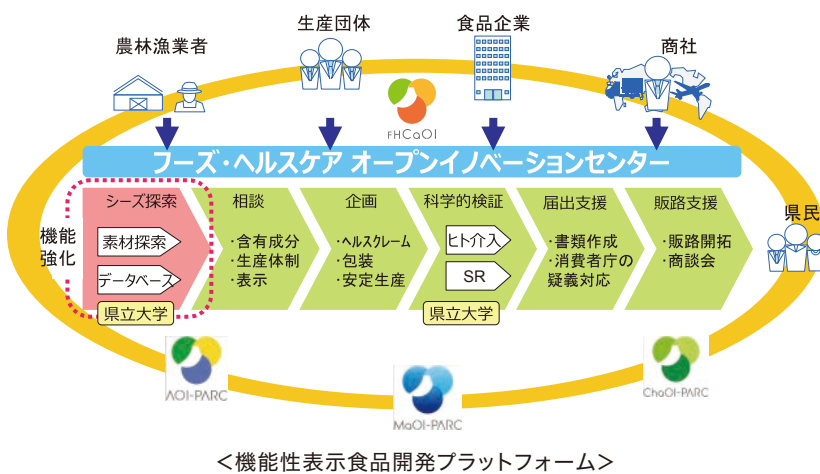 農林漁業者
生産団体
食品企業
商社
FHCaOI
フーズ・ヘルスケア オープンイノベーションセンター
機能
強化
シーズ探索
素材探索
データベース
県立大学
相談
・含有成分
・生産体制
・表示
企画
・ヘルスクレーム
・包装
・安定生産
科学的検証
ヒト介入
SR
県立大学
届出支援
・書類作成
・消費者庁の
疑義対応
販路支援
・販路開拓
・商談会
県民
AOI-PARC
MaOI-PARC
ChaOI-PARC
＜機能性表示食品開発プラットフォーム＞